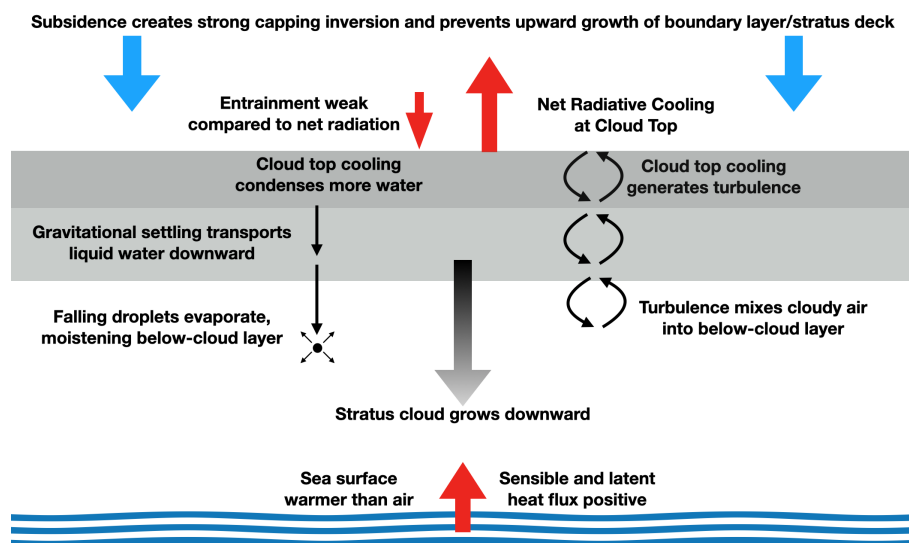 Subsidence creates strong capping inversion and prevents upward growth of boundary layer/stratus deck
Entrainment weak
compared to net radiation
Net Radiative Cooling
at Cloud Top
Cloud top cooling
condenses more water
Cloud top cooling
generates turbulence
Gravitational settling transports
liquid water downward
Falling droplets evaporate,
moistening below-cloud layer
Turbulence mixes cloudy air
into below-cloud layer
Stratus cloud grows downward
Sea surface
warmer than air
Sensible and latent
heat flux positive